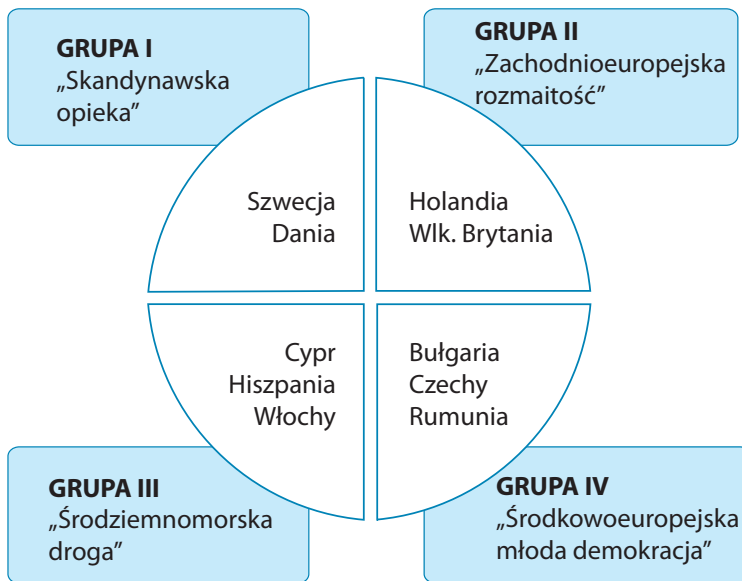 GRUPA I
„Skandynawska
opieka”
GRUPA II
„Zachodnioeuropejska
rozmaitość”
Szwecja
Dania
Holandia
Wlk. Brytania
Cypr
Hiszpania
Włochy
Bułgaria
Czechy
Rumunia
GRUPA III
„Środziemnomorska
droga”
GRUPA IV
„Środkowoeuropejska
młoda demokracja”